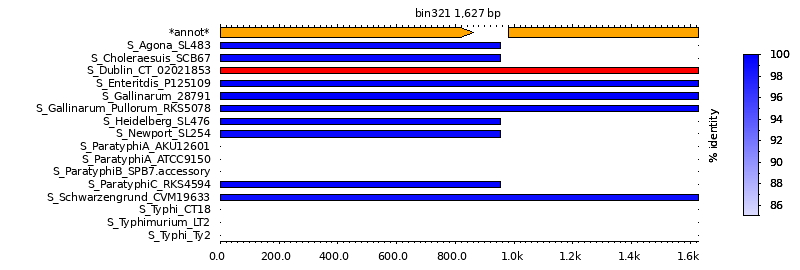 bin321 1,627 bp
*annot*
S_Agona_SL483
S_Choleraesuis_SCB67
S_Dublin_CT_02021853
S_Enteritdis_P125109
S_Gallinarum_28791
S_Gallinarum_Pullorum_RKS5078
S_Heidelberg_SL476
S_Newport_SL254
S_ParatyphiA_AKU12601
S_ParatyphiA_ATCC9150
S_ParatyphiB_SPB7.accessory
S_ParatyphiC_RKS4594
S_Schwarzengrund_CVM19633
S_Typhi_CT18
S_Typhimurium_LT2
S_Typhi_Ty2
0.0 200.0 400.0 600.0 800.0 1.0k 1.2k 1.4k 1.6k
% identity
100
98
96
94
92
90
88
86